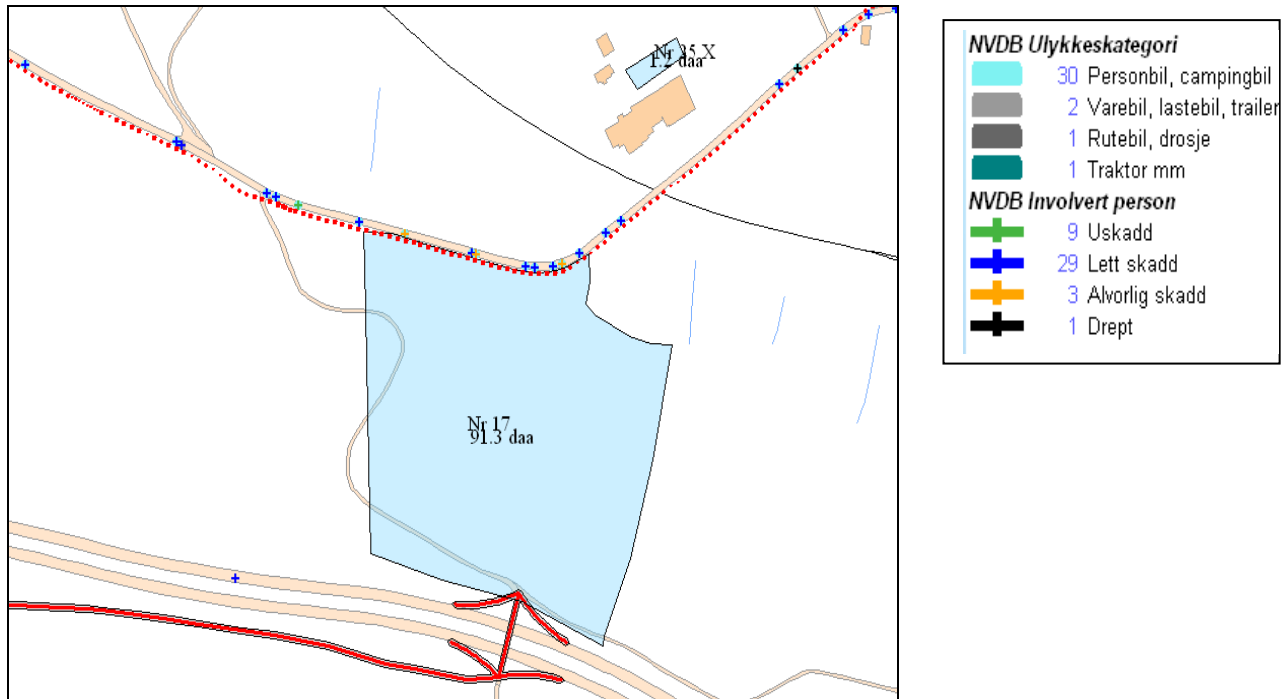 Nr 35 X
1.2 daa
Nr 17
91.3 daa
NVDB Ulykkeskategori
30 Personbil, campingbil
2 Varebil, lastebil, trailer
1 Rutebil, drosje
1 Traktor mm
NVDB Involvert person
9 Uskadd
29 Lett skadd
3 Alvorlig skadd
1 Drept